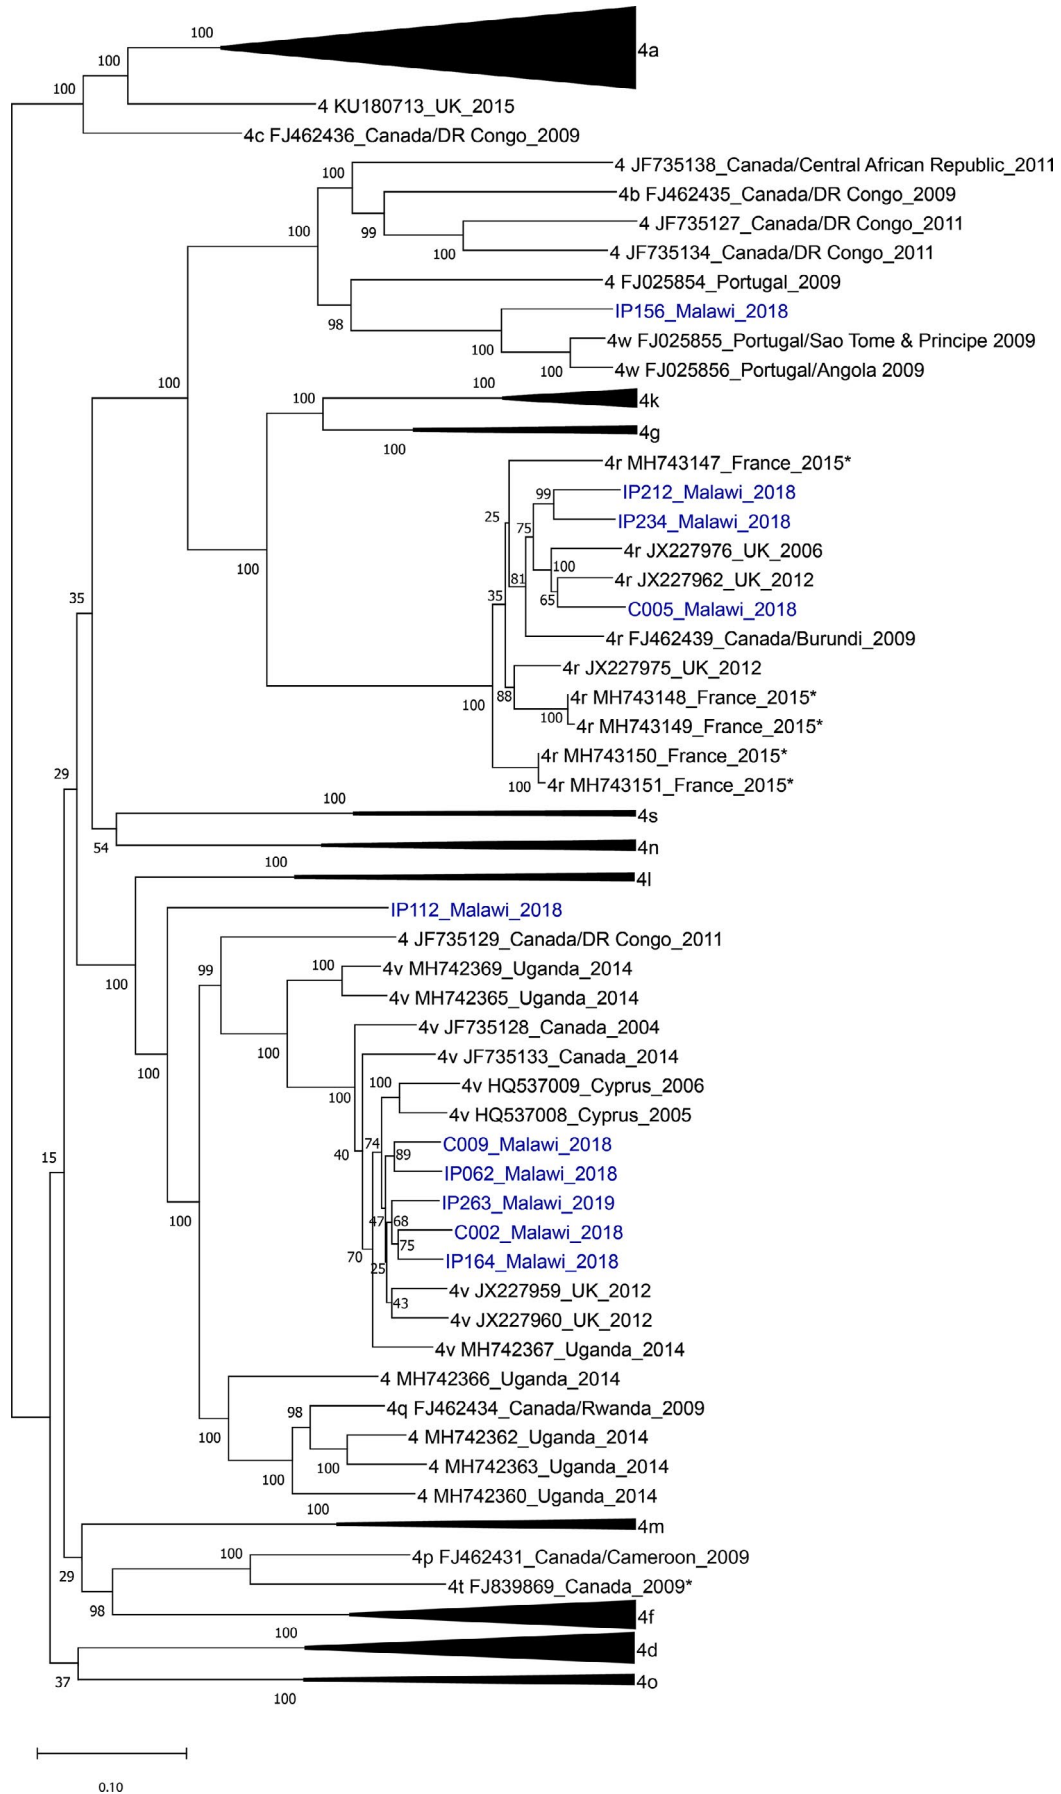 100
4a
100
100
4 KU180713_UK_2015
4c FJ462436_Canada/DR Congo_2009
4 JF735138_Canada/Central African Republic_2011
100
4b FJ462435_Canada/DR Congo_2009
100
99
4 JF735127_Canada/DR Congo_2011
100
4 JF735134_Canada/DR Congo_2011
4 FJ025854_Portugal_2009
98
IP156_Malawi_2018
100
4w FJ025855_Portugal/Sao Tome & Principe 2009
100
4w FJ025856_Portugal/Angola 2009
100
100
100
4k
100
4g
100
4r MH743147_France_2015*
25
99
IP212_Malawi_2018
75
IP234_Malawi_2018
4r JX227976_UK_2006
100
81
4r JX227962_UK_2012
35
65
C005_Malawi_2018
35
4r FJ462439_Canada/Burundi_2009
4r JX227975_UK_2012
100
88
4r MH743148_France_2015*
100
4r MH743149_France_2015*
4r MH743150_France_2015*
29
100
4r MH743151_France_2015*
100
4s
54
4n
100
4l
IP112_Malawi_2018
4 JF735129_Canada/DR Congo_2011
100
99
100
4v MH742369_Uganda_2014
4v MH742365_Uganda_2014
4v JF735128_Canada_2004
100
100
4v JF735133_Canada_2014
100
100
4v HQ537009_Cyprus_2006
4v HQ537008_Cyprus_2005
C009_Malawi_2018
15
40
74
89
IP062_Malawi_2018
IP263_Malawi_2019
100
47
68
C002_Malawi_2018
70
75
IP164_Malawi_2018
25
4v JX227959_UK_2012
43
4v JX227960_UK_2012
4v MH742367_Uganda_2014
4 MH742366_Uganda_2014
98
4q FJ462434_Canada/Rwanda_2009
100
4 MH742362_Uganda_2014
100
4 MH742363_Uganda_2014
100
4 MH742360_Uganda_2014
100
4m
100
4p FJ462431_Canada/Cameroon_2009
29
4t FJ839869_Canada_2009*
98
4f
100
4d
37
4o
100
0.10